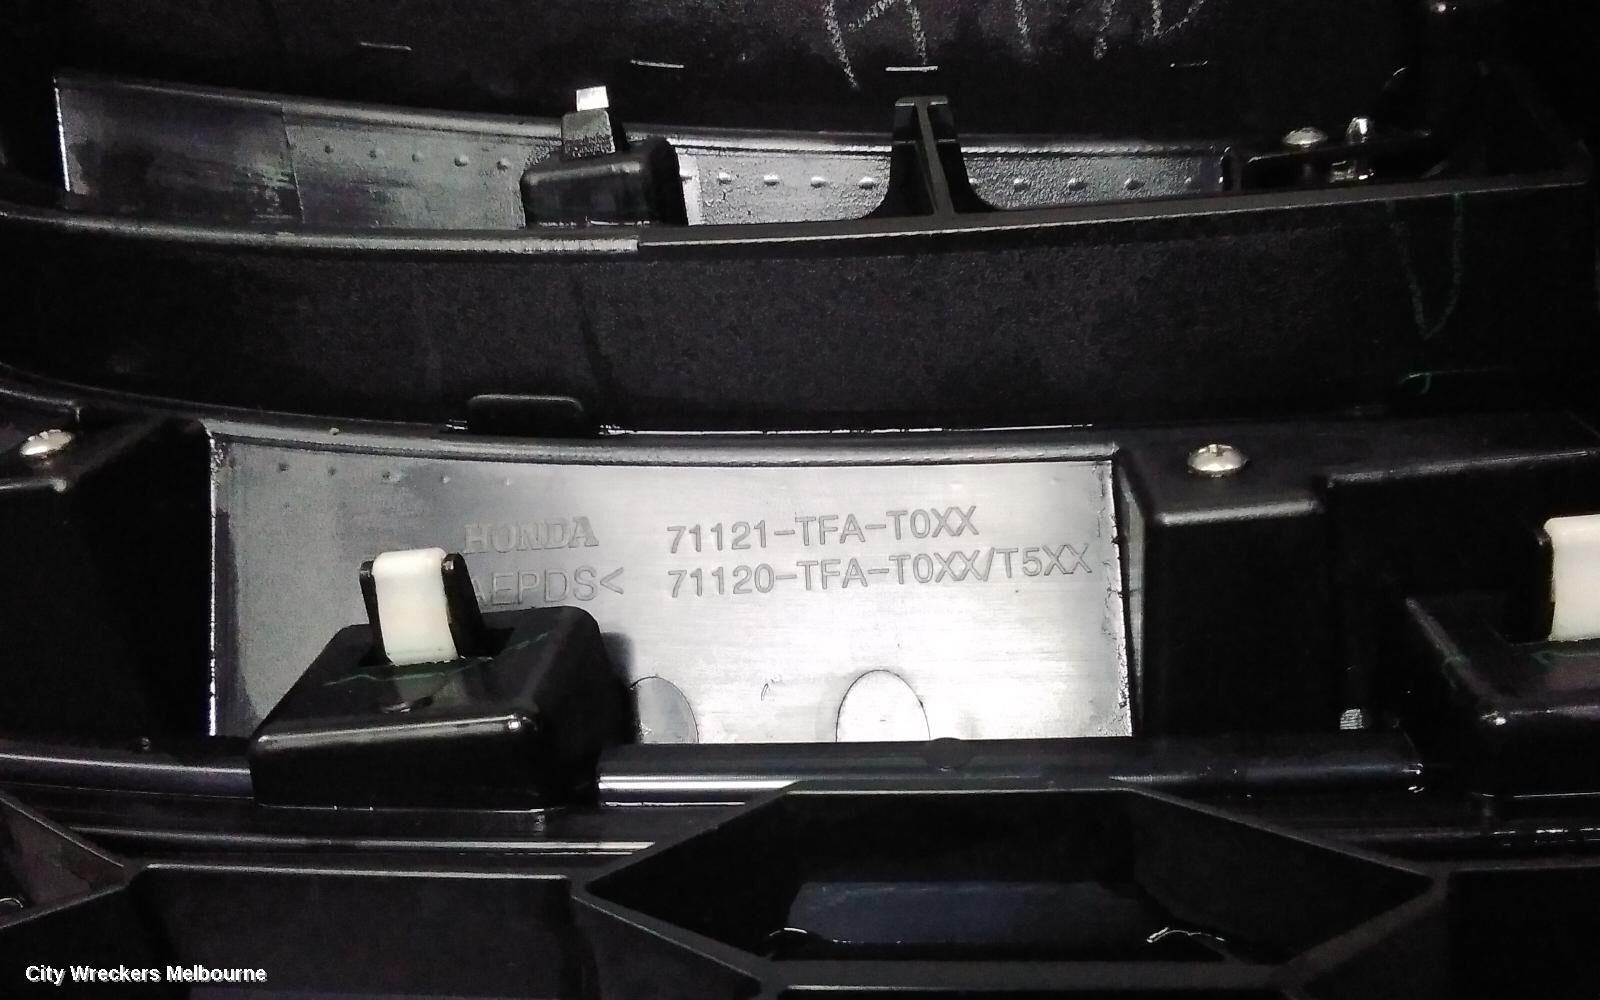 HONDA 71121-TFA-T0XX
AEPDS< 71120-TFA-T0XX/T5XX
City Wreckers Melbourne